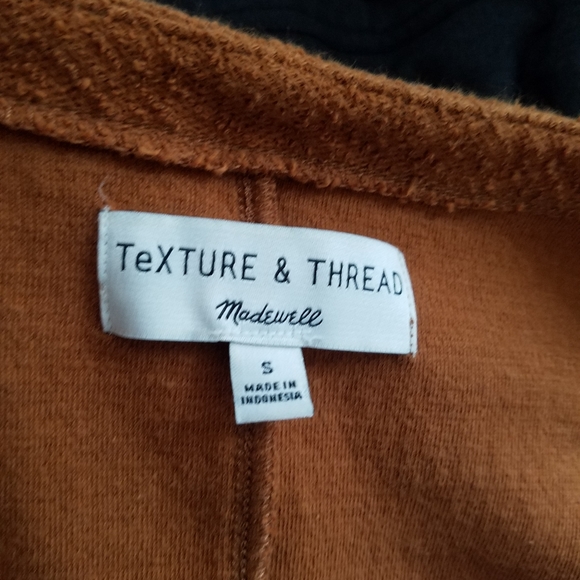 TeXTURE & THREAD
Madewell
S
MADE IN
INDONESIA